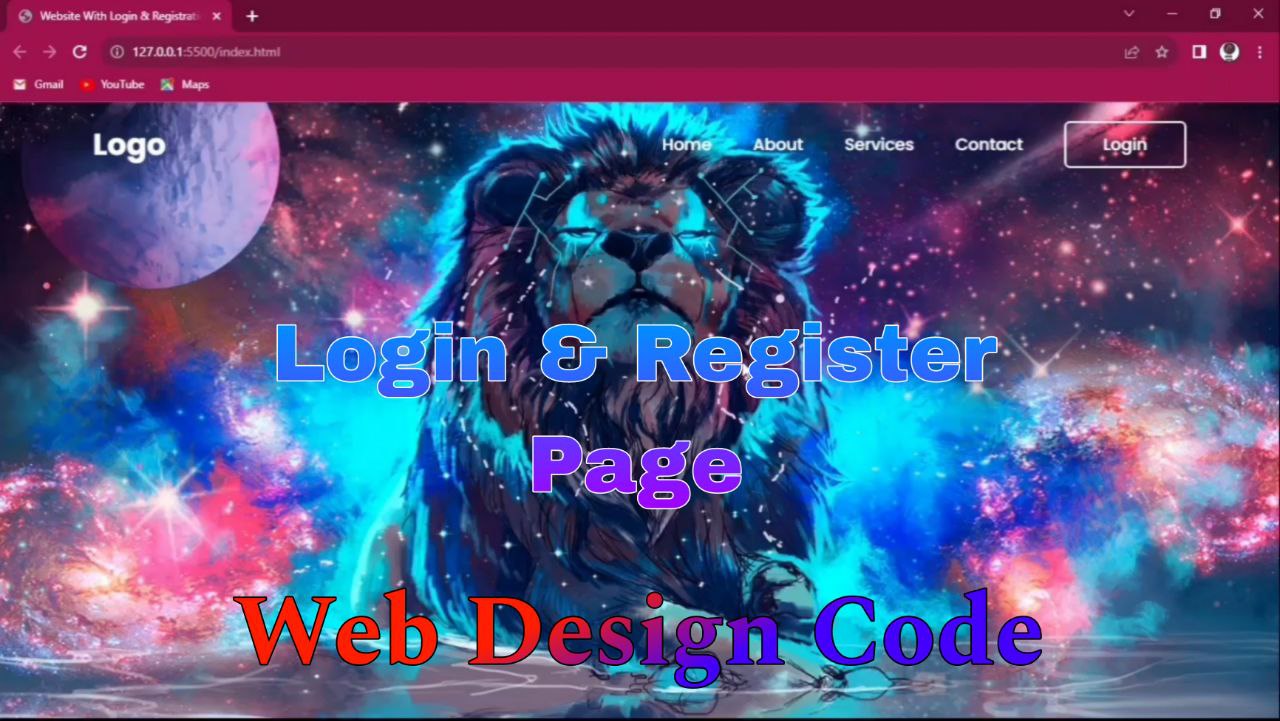 Website With Login & Registrati
127.0.0.1:5500/index.html
Gmail YouTube Maps
Logo Home About Services Contact Login
Login & Register
Page
Web Design Code